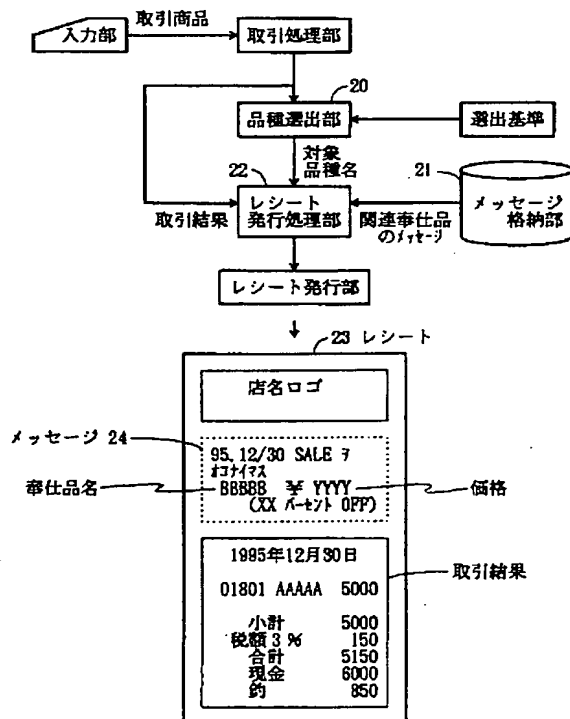 取引商品
入力部
取引処理部
20
品種選出部
選出基準
対象
品種名
22
21
レシート
発行処理部
メッセージ
格納部
取引結果
関連奉仕品
のメッセージ
レシート発行部
23 レシート
店名ロゴ
メッセージ 24
95.12/30 SALE ヲ
オコナイマス
奉仕品名
BBBBB ¥ YYYY
価格
(XX パーセント OFF)
1995年12月30日
取引結果
01801 AAAAA 5000
小計 5000
税額3% 150
合計 5150
現金 6000
釣 850